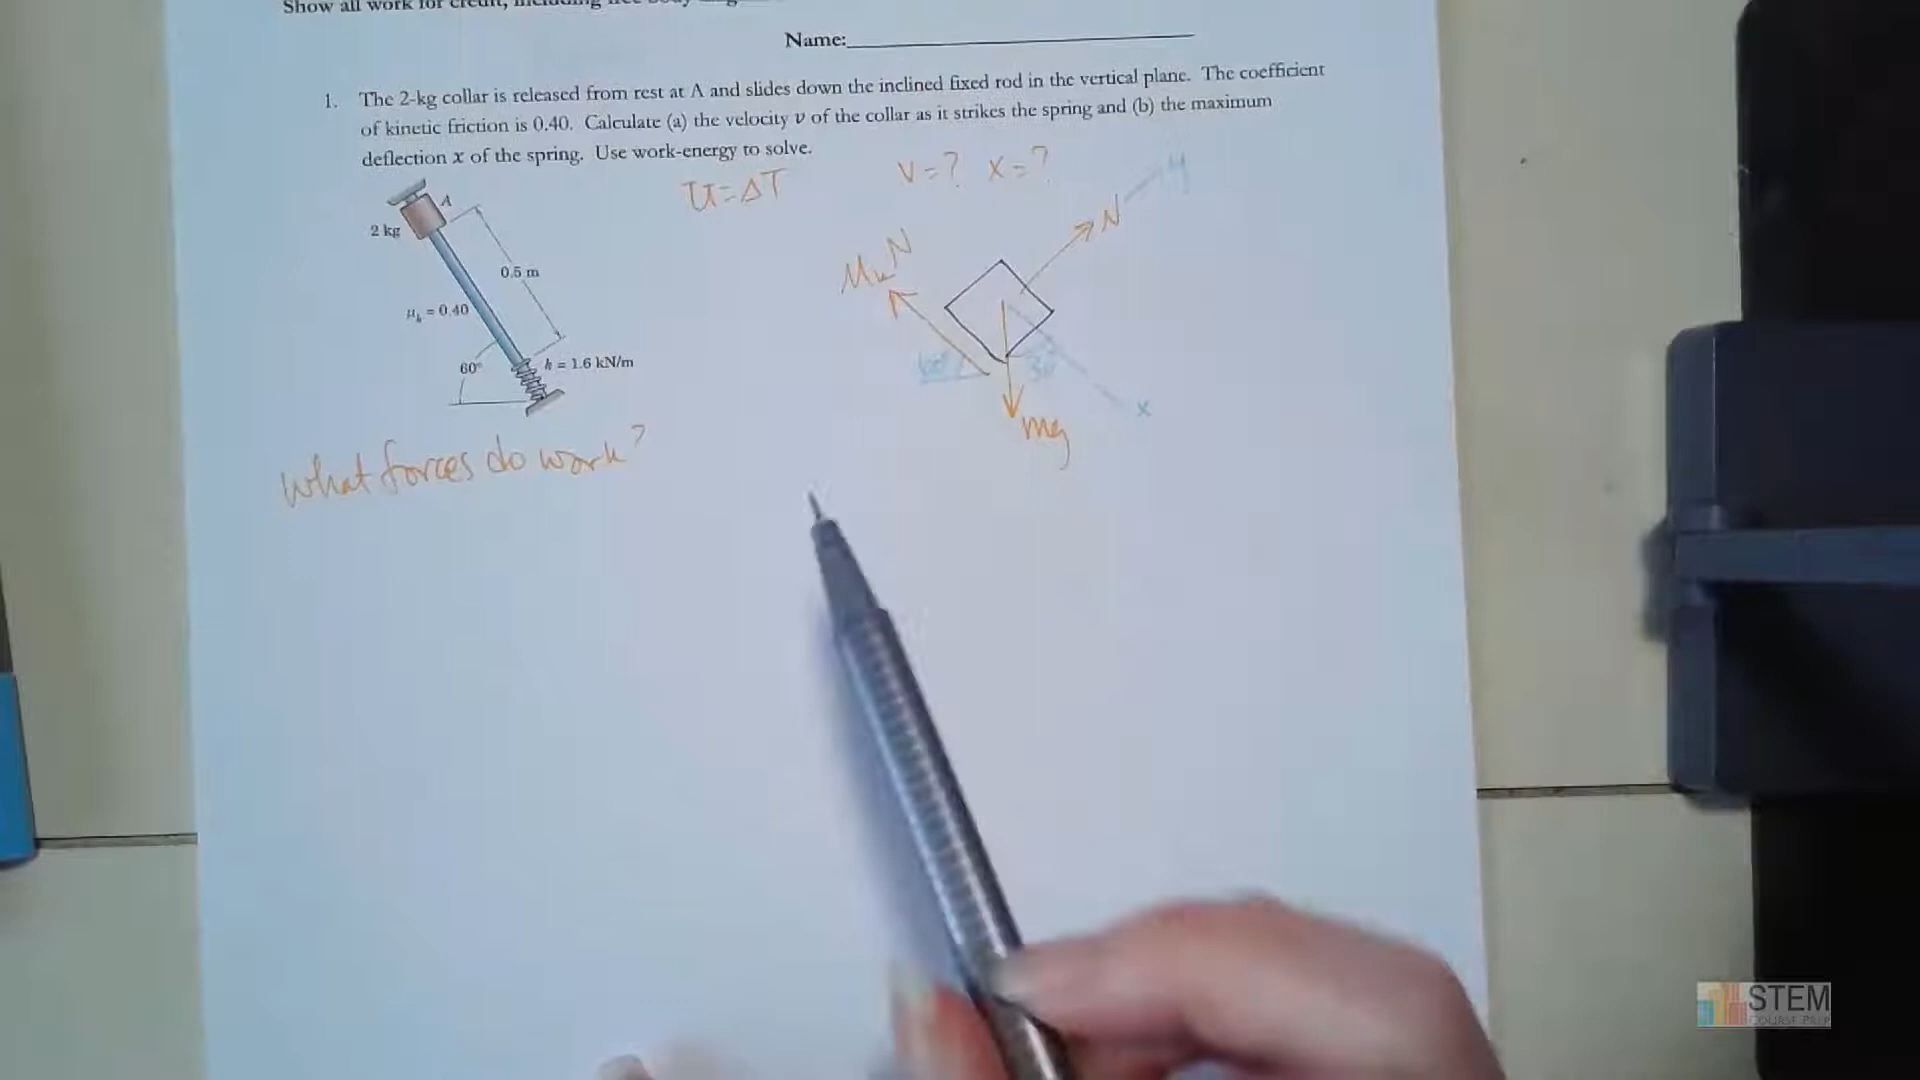 Show all work for credit, including free body
Name:
1. The 2-kg collar is released from rest at A and slides down the inclined fixed rod in the vertical plane. The coefficient
of kinetic friction is 0.40. Calculate (a) the velocity v of the collar as it strikes the spring and (b) the maximum
deflection x of the spring. Use work-energy to solve.
U=ΔT
v=? x=?
A
2 kg
0.5 m
μk = 0.40
60°
k = 1.6 kN/m
μkN
N
y
60°
30
x
mg
What forces do work?
STEM
COURSE PREP